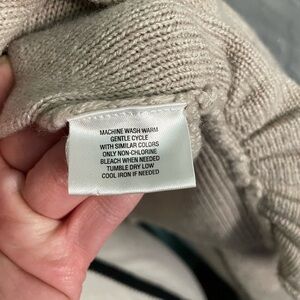 MACHINE WASH WARM
GENTLE CYCLE
WITH SIMILAR COLORS
ONLY NON-CHLORINE
BLEACH WHEN NEEDED
TUMBLE DRY LOW
COOL IRON IF NEEDED